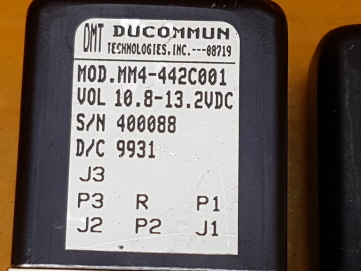 DMT DUCOMMUN
TECHNOLOGIES, INC.---08719
MOD.MM4-442C001
VOL 10.8-13.2VDC
S/N 400088
D/C 9931
J3
P3 R P1
J2 P2 J1